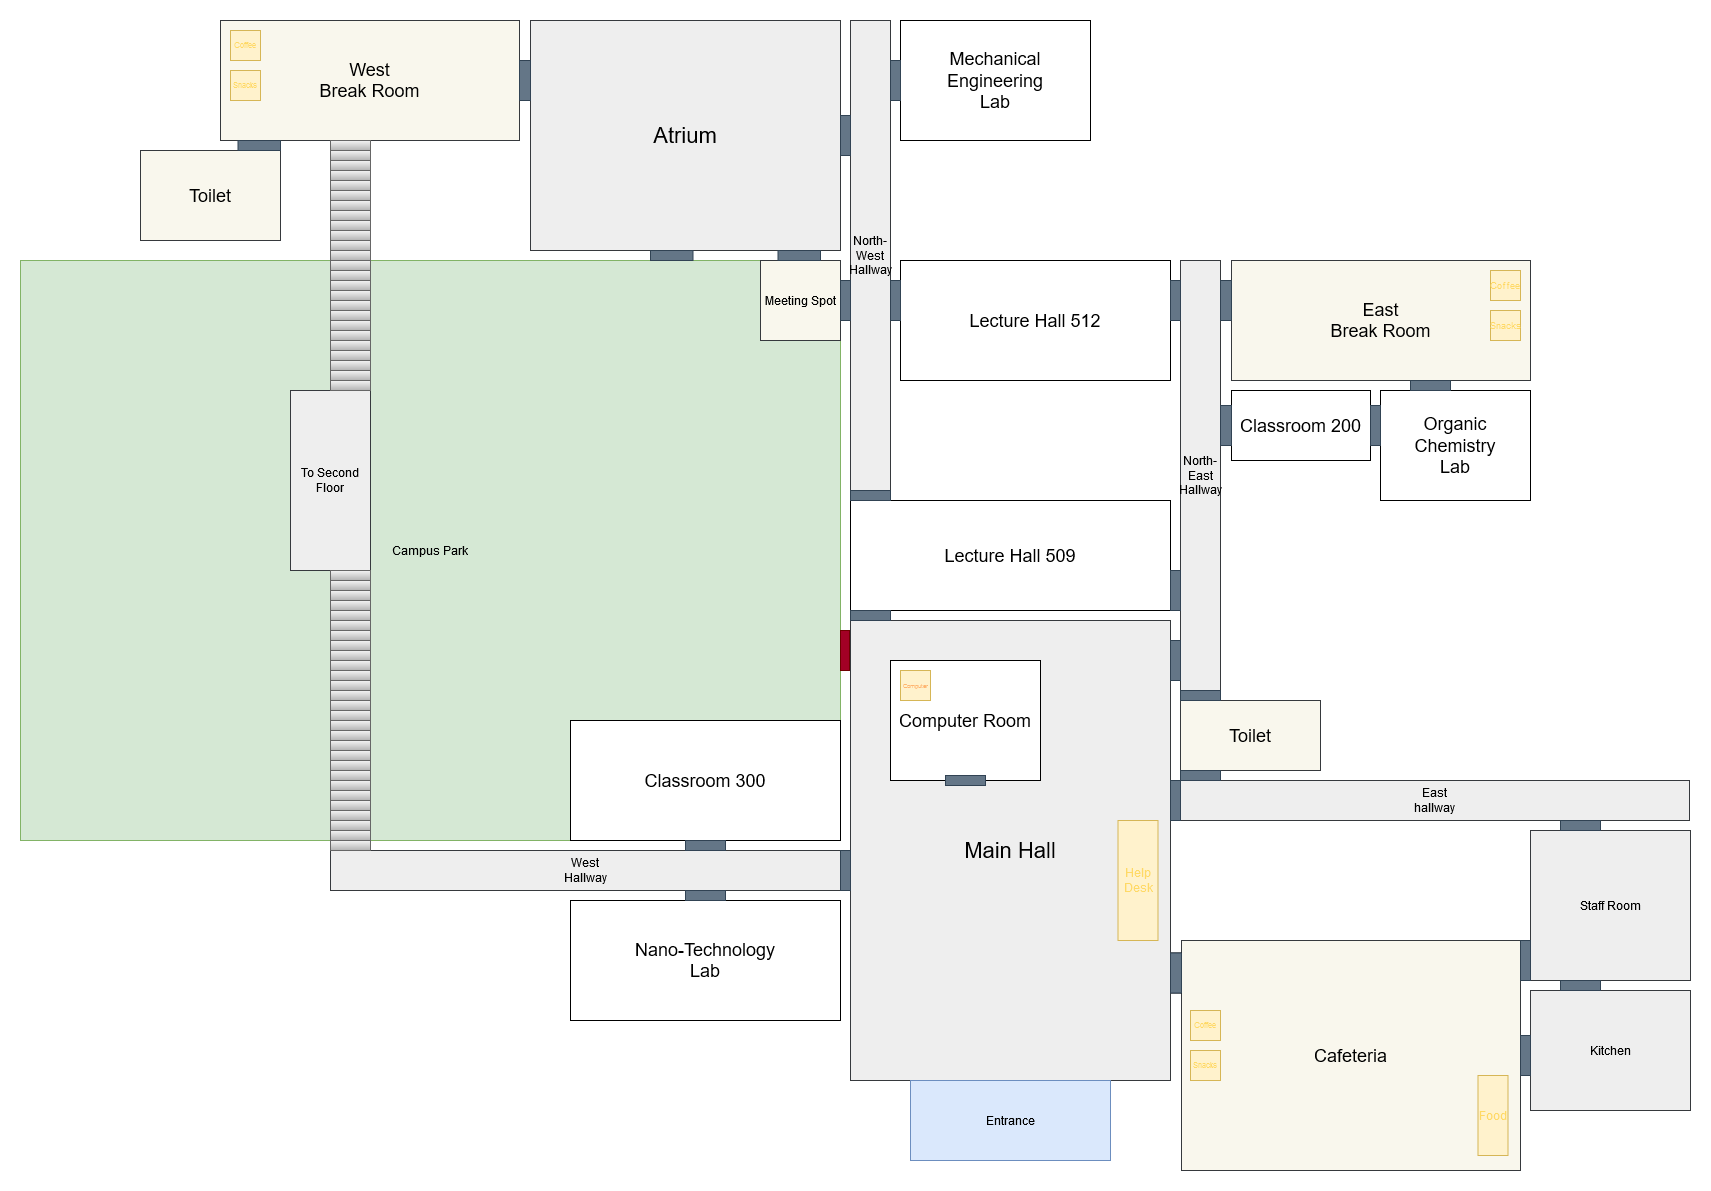 Coffee
Snacks
West
Break Room
Atrium
Mechanical
Engineering
Lab
Toilet
North-
West
Hallway
Meeting Spot
Lecture Hall 512
East
Break Room
Coffee
Snacks
Classroom 200
Organic
Chemistry
Lab
North-
East
Hallway
To Second
Floor
Campus Park
Lecture Hall 509
Computer
Computer Room
Toilet
Classroom 300
East
hallway
Main Hall
West
Hallway
Help
Desk
Staff Room
Nano-Technology
Lab
Coffee
Snacks
Cafeteria
Kitchen
Food
Entrance